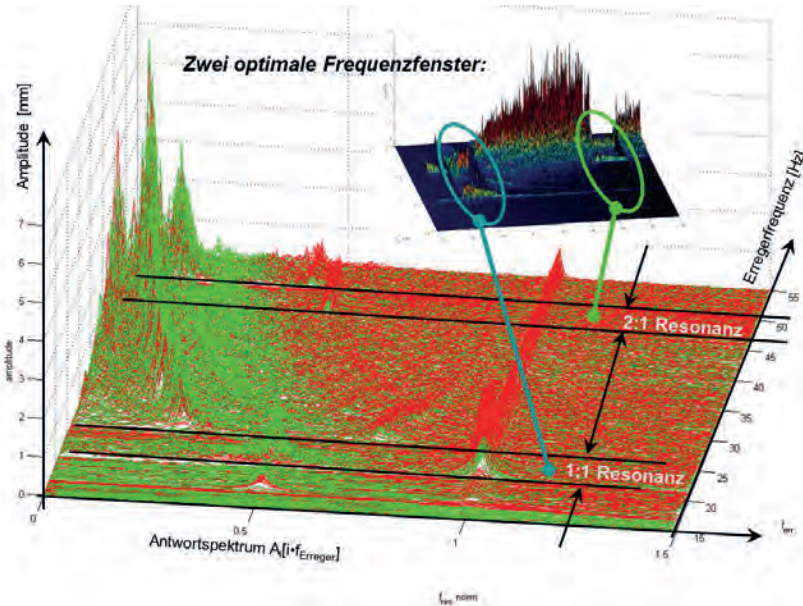 Zwei optimale Frequenzfenster:
Amplitude [mm]
amplitude
7
6
5
4
3
2
1
0
Erregerfrequenz [Hz]
55
50
45
40
35
30
25
20
15
2:1 Resonanz
1:1 Resonanz
0
0.5
1
1.5
Antwortspektrum A[i•fErreger]
ferr
norm